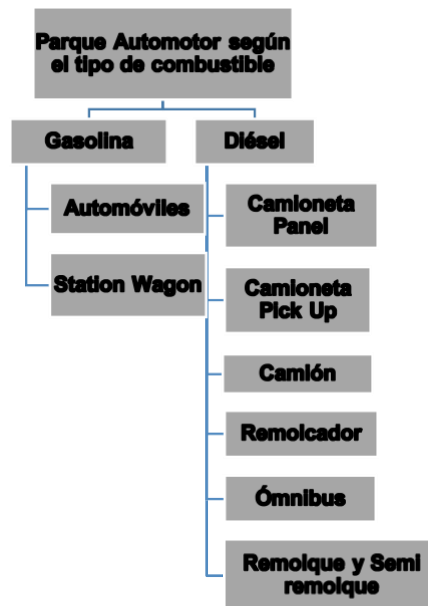 Parque Automotor según
el tipo de combustible
Gasolina
Diésel
Automóviles
Station Wagon
Camioneta
Panel
Camioneta
Pick Up
Camión
Remolcador
Ómnibus
Remolque y Semi
remolque